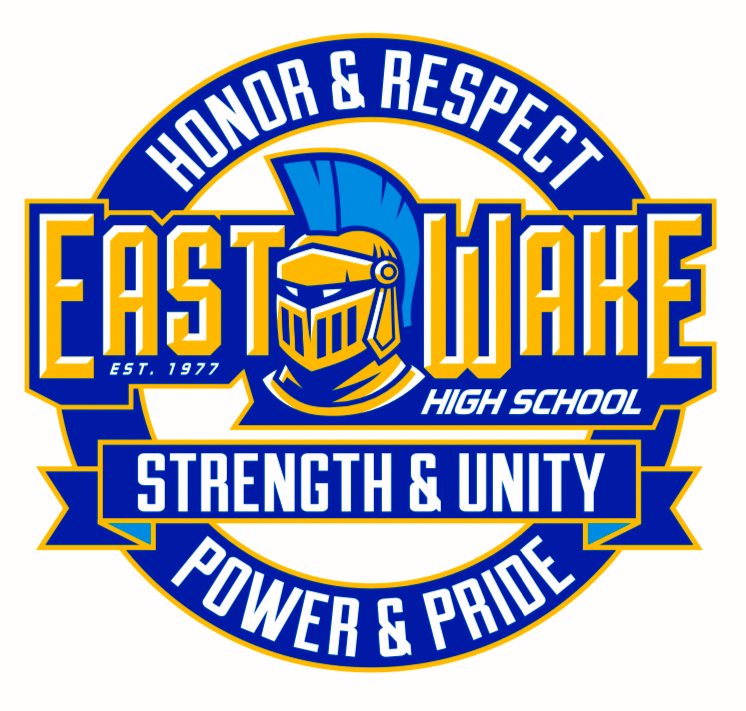 HONOR & RESPECT
EAST WAKE
EST. 1977
HIGH SCHOOL
STRENGTH & UNITY
POWER & PRIDE